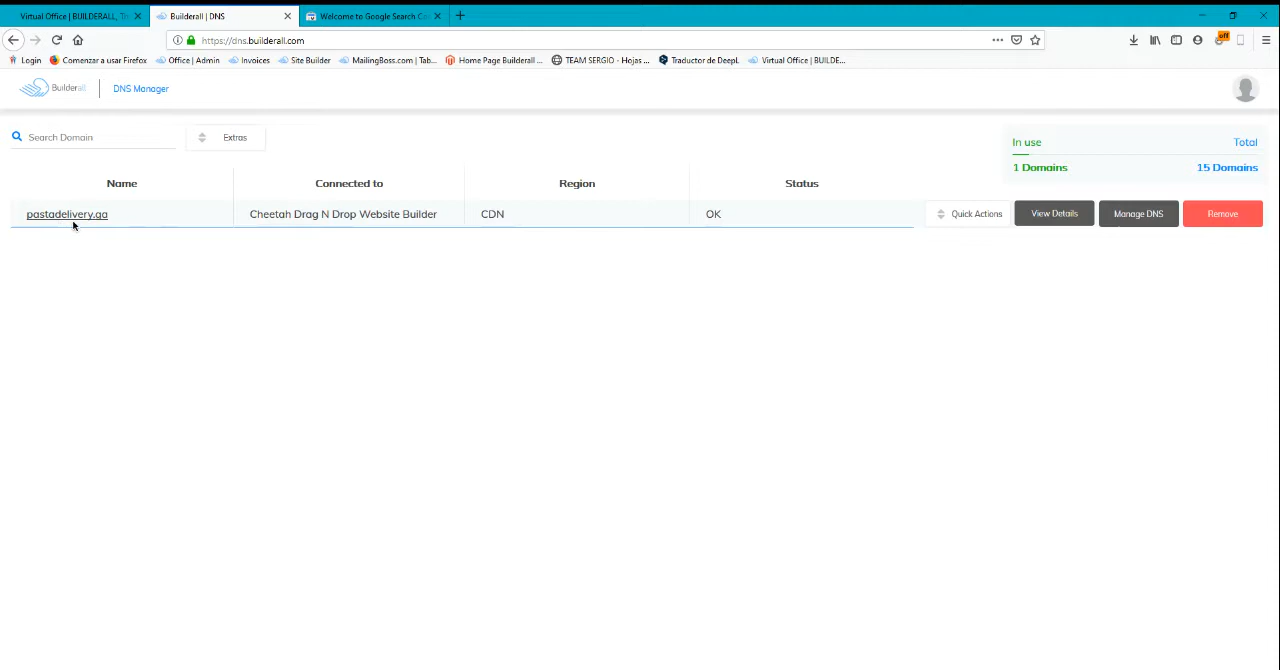 Virtual Office | BUILDERALL, Th
Builderall | DNS
Welcome to Google Search Co
https://dns.builderall.com
off
Login
Comenzar a usar Firefox
Office | Admin
Invoices
Site Builder
MailingBoss.com | Tab...
Home Page Builderall ...
TEAM SERGIO - Hojas ...
Traductor de DeepL
Virtual Office | BUILDE...
Builderall
DNS Manager
Search Domain
Extras
In use
Total
1 Domains
15 Domains
Name
Connected to
Region
Status
pastadelivery.ga
Cheetah Drag N Drop Website Builder
CDN
OK
Quick Actions
View Details
Manage DNS
Remove